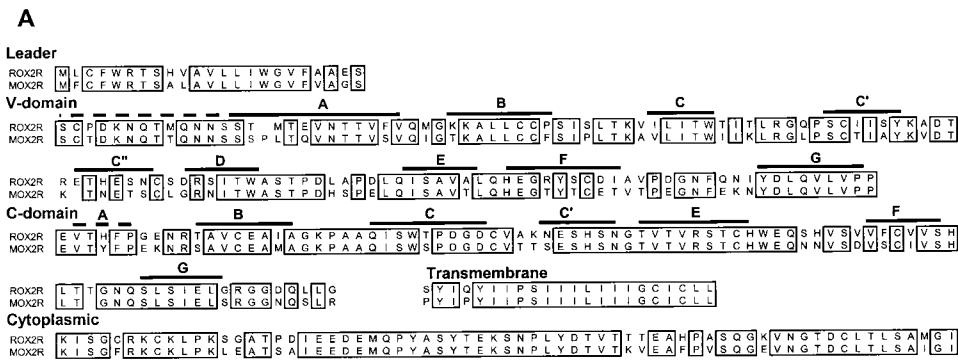 A
Leader
ROX2R M L C F W R T S H V A V L L I W G V F A A E S
MOX2R M F C F W R T S A L A V L L I W G V F V A G S
V-domain A B C C'
ROX2R S C P D K N Q T M Q N N S S T M T E V N T T V F V Q M G K K A L L C C P S I S L T K V I L I T W T I T L R G Q P S C I I S Y K A D T
MOX2R S C T D K N Q T T Q N N S S P L T Q V N T T V S V Q I G T K A L L C C F S I P L T K A V L I T W I I K L R G L P S C T I A Y K V D T
C" D E F G
ROX2R R E T H E S N C S D R S I T W A S T P D L A P D L Q I S A V A L Q H E G R Y S C D I A V P D G N F Q N I Y D L Q V L V P P
MOX2R K T N E T S C L G R N I T W A S T P D H S P E L Q I S A V T L Q H E G T Y T C E T V T P E G N F E K N Y D L Q V L V P P
C-domain A B C C' E F
ROX2R E V T H F P G E N R T A V C E A I A G K P A A Q I S W T P D G D C V A K N E S H S N G T V T V R S T C H W E Q S H V S V V F C V V S H
MOX2R E V T Y F P E K N R S A V C E A M A G K P A A Q I S W S P D G D C V T T S E S H S N G T V T V R S T C H W E Q N N V S D V S C I V S H
G Transmembrane
ROX2R L T T G N Q S L S I E L G R G G D Q L L G S Y I Q Y I I P S I I I L I I I G C I C L L
MOX2R L T G N Q S L S I E L S R G G N Q S L R P Y I P Y I I P S I I I L I I I G C I C L L
Cytoplasmic
ROX2R K I S G C R K C K L P K S G A T P D I E E D E M Q P Y A S Y T E K S N P L Y D T V T T T E A H P A S Q G K V N G T D C L T L S A M G I
MOX2R K I S G F R K C K L P K L E A T S A I E E D E M Q P Y A S Y T E K S N P L Y D T V T K V E A F P V S Q G E V N G T D C L T L S A I G I